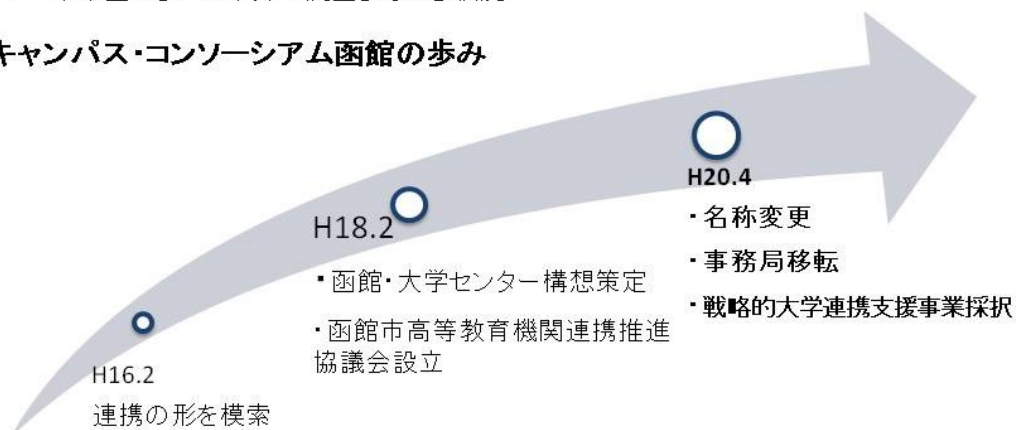 キャンパス・コンソーシアム函館の歩み
H20.4
・名称変更
・事務局移転
・戦略的大学連携支援事業採択
H18.2
・函館・大学センター構想策定
・函館市高等教育機関連携推進
協議会設立
H16.2
連携の形を模索